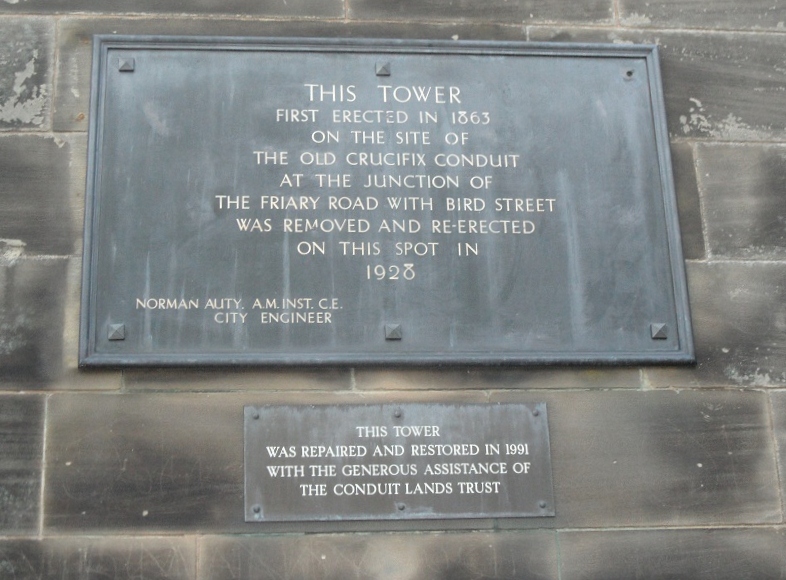 THIS TOWER
FIRST ERECTED IN 1863
ON THE SITE OF
THE OLD CRUCIFIX CONDUIT
AT THE JUNCTION OF
THE FRIARY ROAD WITH BIRD STREET
WAS REMOVED AND RE-ERECTED
ON THIS SPOT IN
1928
NORMAN AUTY, A.M.INST. C.E.
CITY ENGINEER
THIS TOWER
WAS REPAIRED AND RESTORED IN 1991
WITH THE GENEROUS ASSISTANCE OF
THE CONDUIT LANDS TRUST